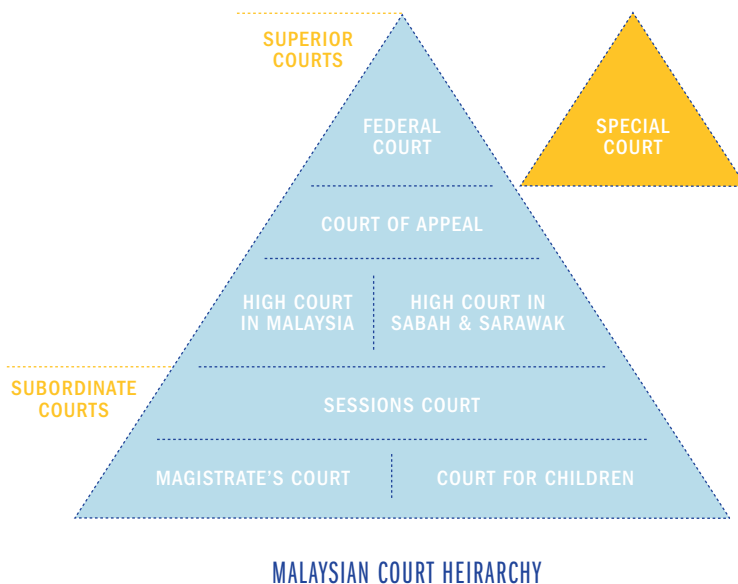 SUPERIOR
COURTS
FEDERAL
COURT
SPECIAL
COURT
COURT OF APPEAL
HIGH COURT
IN MALAYSIA
HIGH COURT IN
SABAH & SARAWAK
SUBORDINATE
COURTS
SESSIONS COURT
MAGISTRATE'S COURT
COURT FOR CHILDREN
MALAYSIAN COURT HEIRARCHY